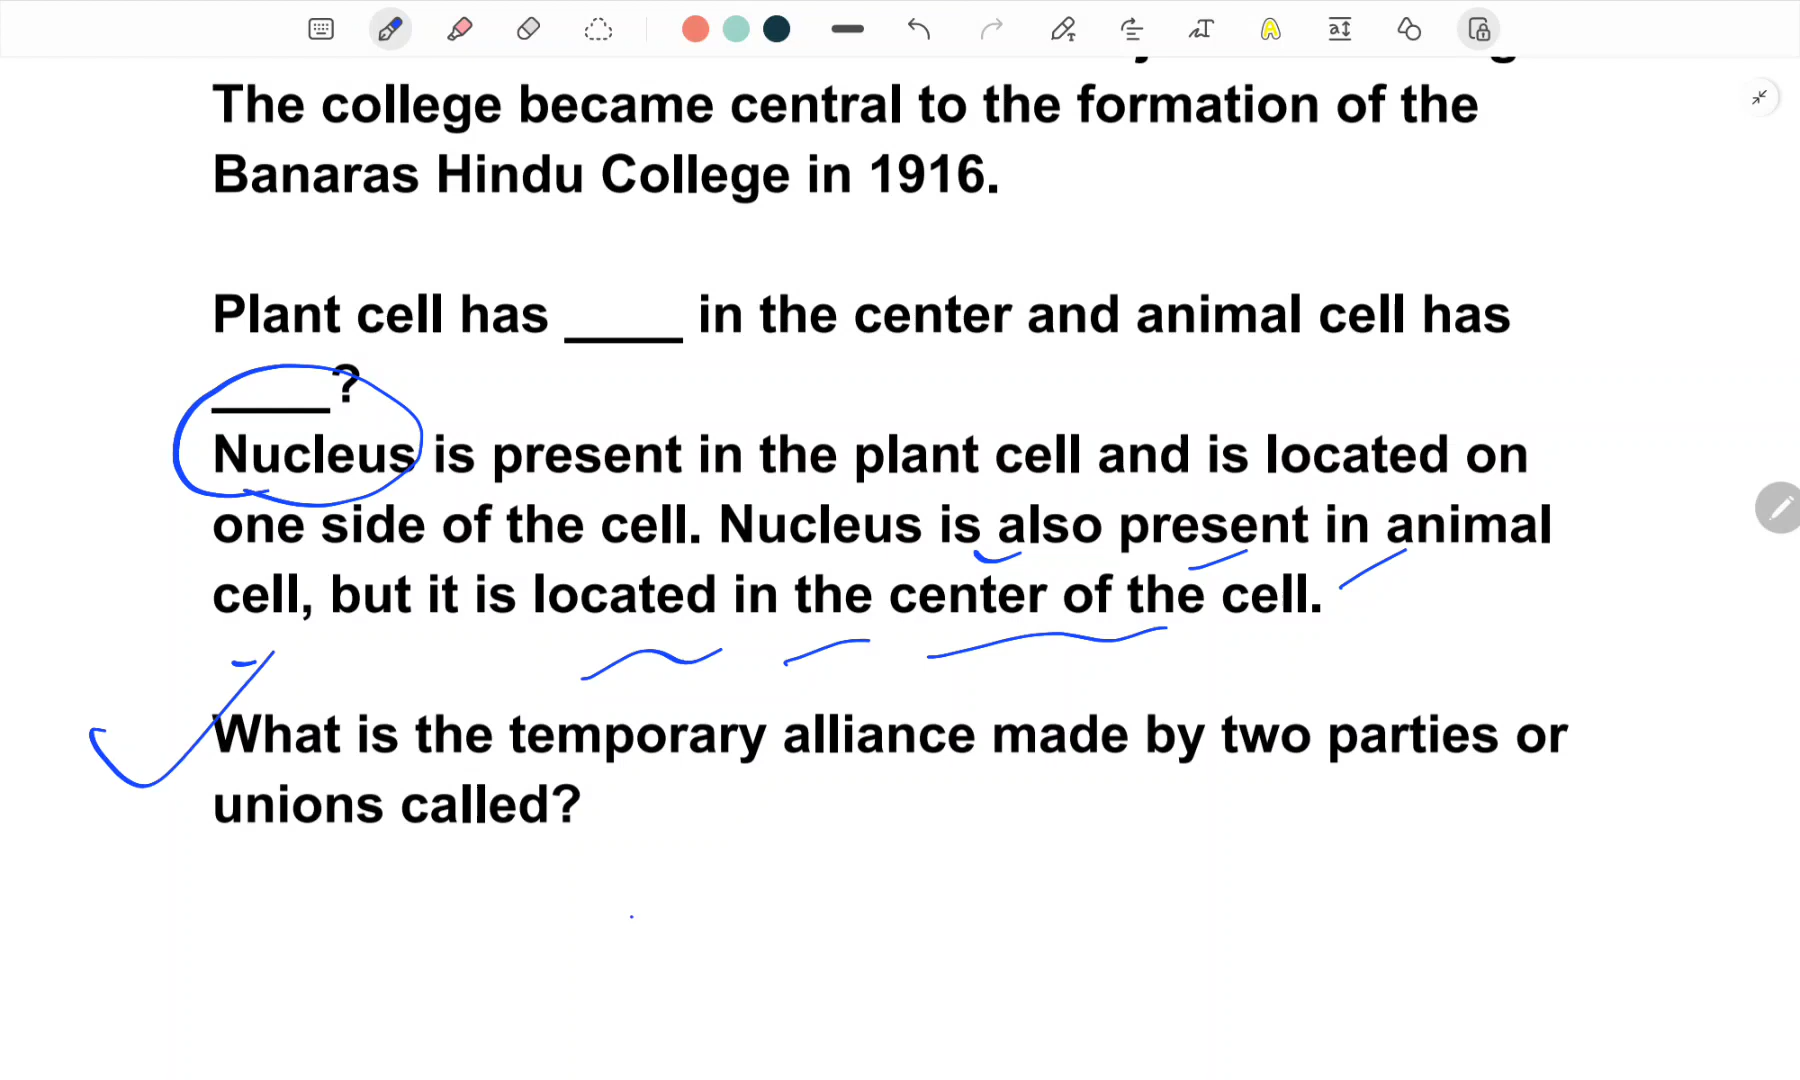 The college became central to the formation of the
Banaras Hindu College in 1916.
Plant cell has ____ in the center and animal cell has
____?
Nucleus is present in the plant cell and is located on
one side of the cell. Nucleus is also present in animal
cell, but it is located in the center of the cell.
What is the temporary alliance made by two parties or
unions called?